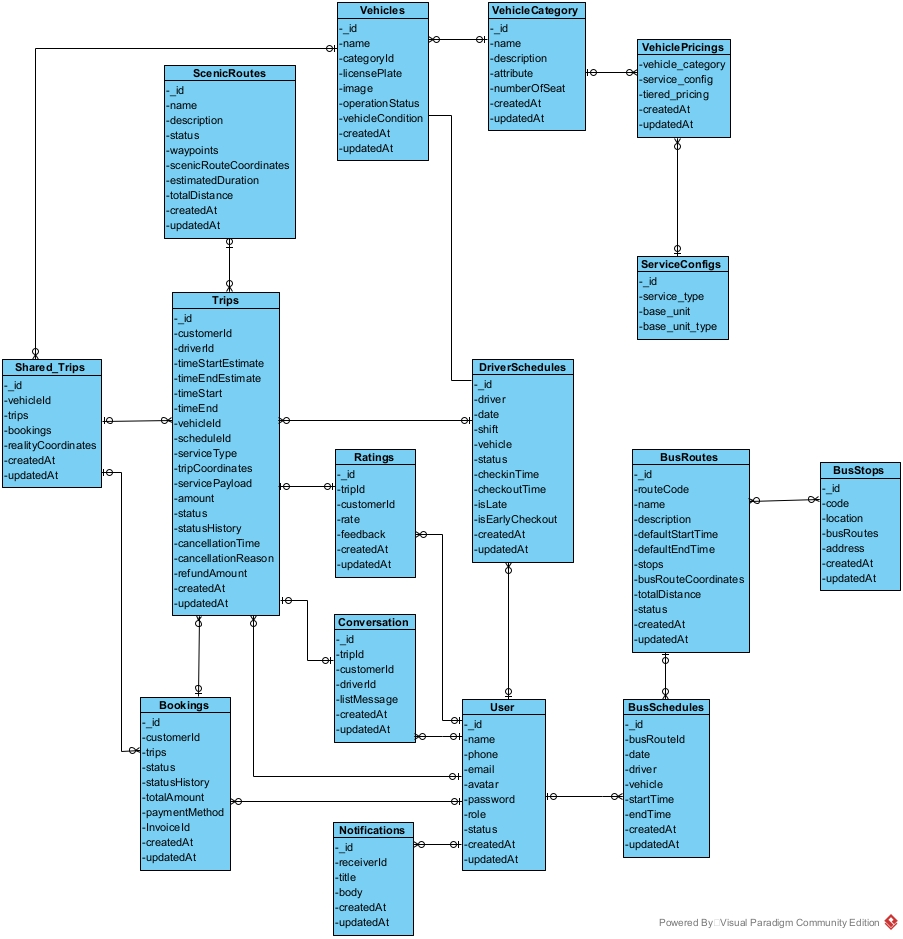 Vehicles
-_id
-name
-categoryId
-licensePlate
-image
-operationStatus
-vehicleCondition
-createdAt
-updatedAt
VehicleCategory
-_id
-name
-description
-attribute
-numberOfSeat
-createdAt
-updatedAt
VehiclePricings
-vehicle_category
-service_config
-tiered_pricing
-createdAt
-updatedAt
ScenicRoutes
-_id
-name
-description
-status
-waypoints
-scenicRouteCoordinates
-estimatedDuration
-totalDistance
-createdAt
-updatedAt
ServiceConfigs
-_id
-service_type
-base_unit
-base_unit_type
Trips
-_id
-customerId
-driverId
-timeStartEstimate
-timeEndEstimate
-timeStart
-timeEnd
-vehicleId
-scheduleId
-serviceType
-tripCoordinates
-servicePayload
-amount
-status
-statusHistory
-cancellationTime
-cancellationReason
-refundAmount
-createdAt
-updatedAt
Shared_Trips
-_id
-vehicleId
-trips
-bookings
-realityCoordinates
-createdAt
-updatedAt
DriverSchedules
-_id
-driver
-date
-shift
-vehicle
-status
-checkinTime
-checkoutTime
-isLate
-isEarlyCheckout
-createdAt
-updatedAt
Ratings
-_id
-tripId
-customerId
-rate
-feedback
-createdAt
-updatedAt
BusRoutes
-_id
-routeCode
-name
-description
-defaultStartTime
-defaultEndTime
-stops
-busRouteCoordinates
-totalDistance
-status
-createdAt
-updatedAt
BusStops
-_id
-code
-location
-busRoutes
-address
-createdAt
-updatedAt
Conversation
-_id
-tripId
-customerId
-driverId
-listMessage
-createdAt
-updatedAt
Bookings
-_id
-customerId
-trips
-status
-statusHistory
-totalAmount
-paymentMethod
-InvoiceId
-createdAt
-updatedAt
User
-_id
-name
-phone
-email
-avatar
-password
-role
-status
-createdAt
-updatedAt
BusSchedules
-_id
-busRouteId
-date
-driver
-vehicle
-startTime
-endTime
-createdAt
-updatedAt
Notifications
-_id
-receiverId
-title
-body
-createdAt
-updatedAt
Powered By Visual Paradigm Community Edition